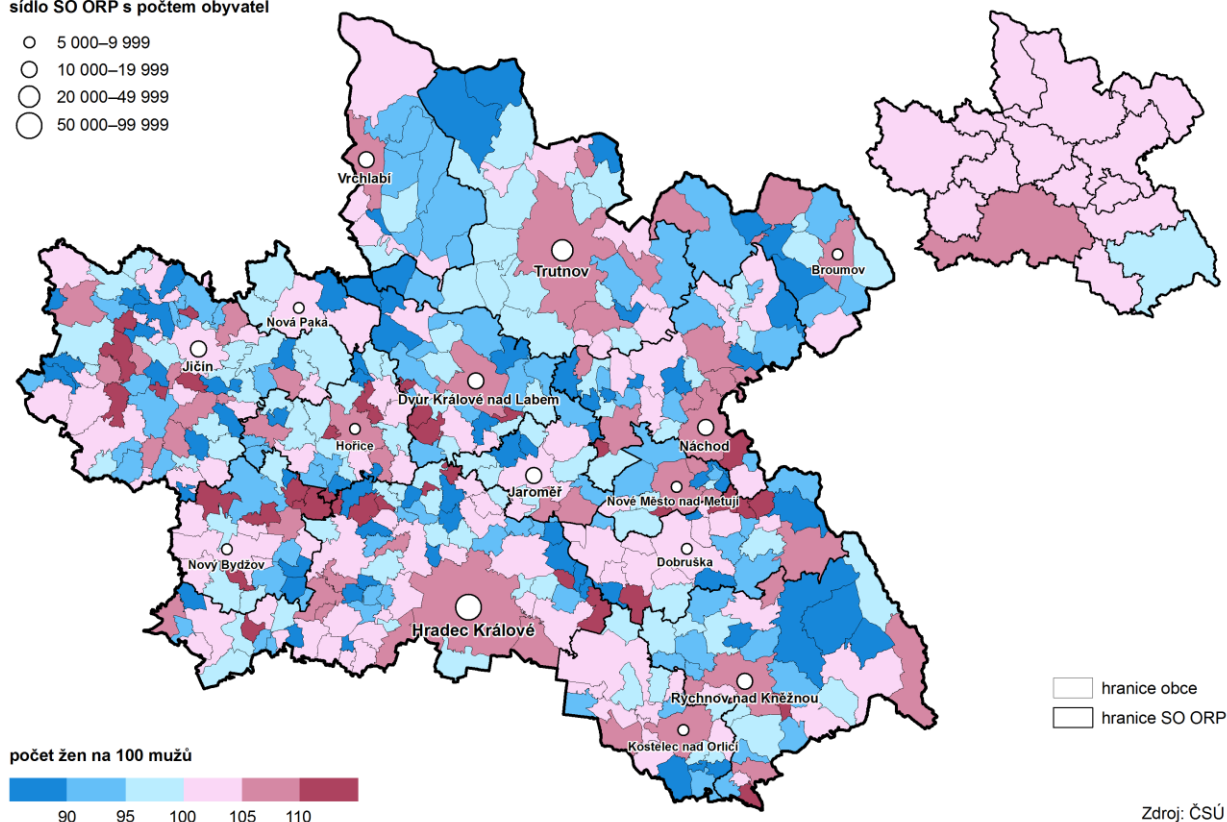 sídlo SO ORP s počtem obyvatel
5 000–9 999
10 000–19 999
20 000–49 999
50 000–99 999
Vrchlabí
Trutnov
Broumov
Nová Paka
Jičín
Dvůr Králové nad Labem
Hořice
Náchod
Jaroměř
Nové Město nad Metují
Nový Bydžov
Dobruška
Hradec Králové
Rychnov nad Kněžnou
Kostelec nad Orlicí
hranice obce
hranice SO ORP
počet žen na 100 mužů
90 95 100 105 110
Zdroj: ČSÚ